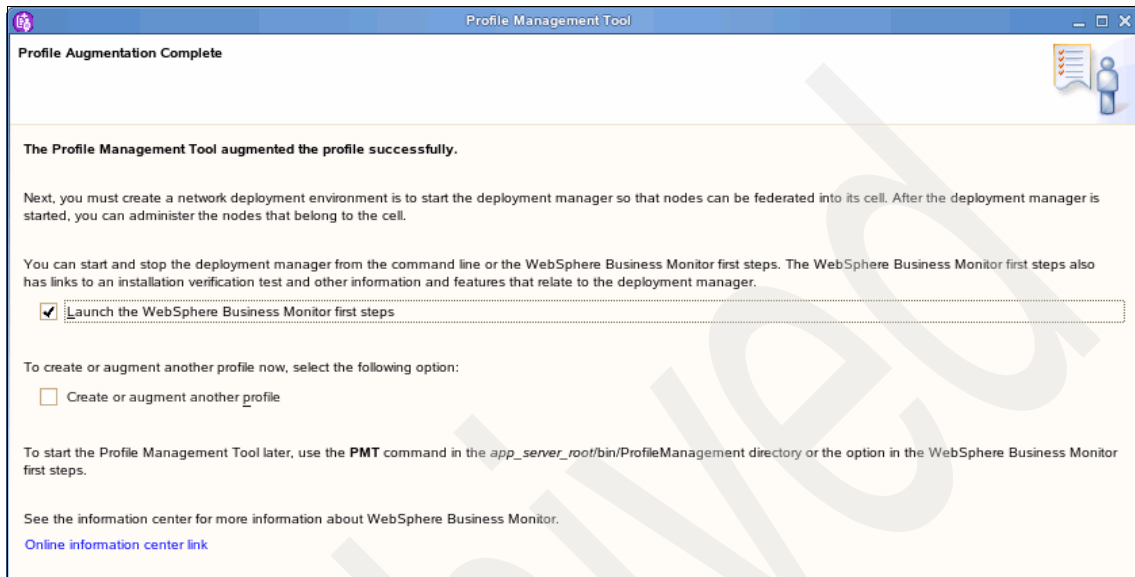 Profile Management Tool
Profile Augmentation Complete
The Profile Management Tool augmented the profile successfully.
Next, you must create a network deployment environment is to start the deployment manager so that nodes can be federated into its cell. After the deployment manager is
started, you can administer the nodes that belong to the cell.
You can start and stop the deployment manager from the command line or the WebSphere Business Monitor first steps. The WebSphere Business Monitor first steps also
has links to an installation verification test and other information and features that relate to the deployment manager.
Launch the WebSphere Business Monitor first steps
To create or augment another profile now, select the following option:
Create or augment another profile
To start the Profile Management Tool later, use the PMT command in the app_server_root/bin/ProfileManagement directory or the option in the WebSphere Business Monitor
first steps.
See the information center for more information about WebSphere Business Monitor.
Online information center link